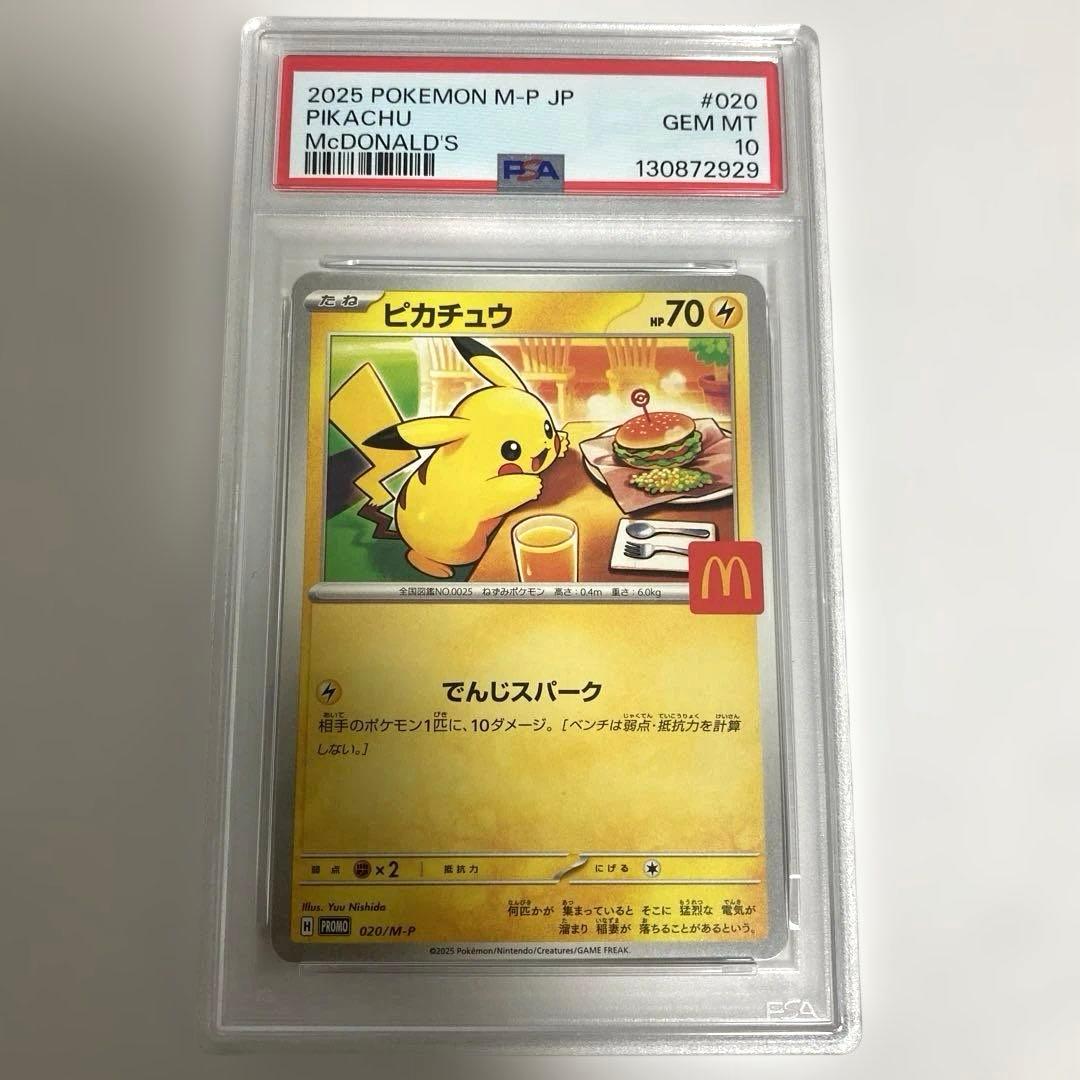 2025 POKEMON M-P JP #020
PIKACHU GEM MT
McDONALD'S 10
PSA 130872929
たね ピカチュウ HP70
全国図鑑NO.0025 ねずみポケモン 高さ:0.4m 重さ:6.0kg
M
でんじスパーク
相手のポケモン1匹に、10ダメージ。[ベンチは弱点・抵抗力を計算
しない。]
弱点 ×2 抵抗力 にげる
Illus. Yuu Nishida
H PROMO 020/M-P
何匹かが 集まっていると そこに 猛烈な 電気が
溜まり 稲妻が 落ちることがあるという。
©2025 Pokémon/Nintendo/Creatures/GAME FREAK.
PSA